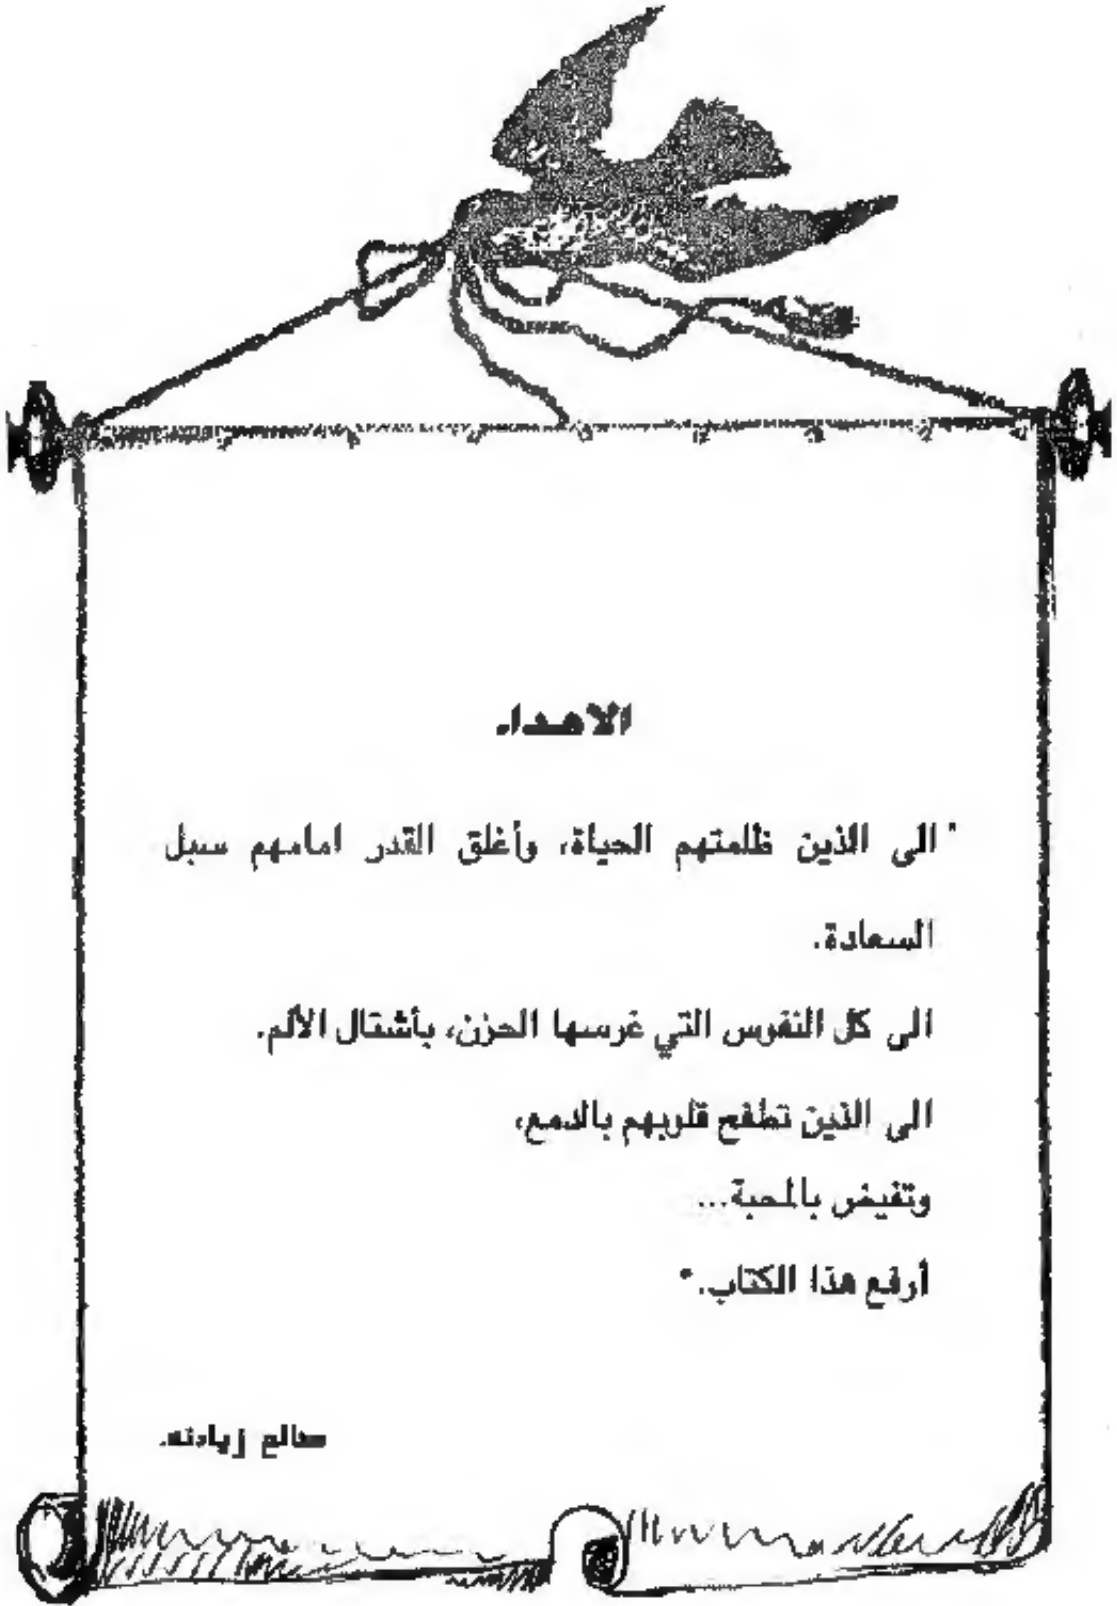 الاهداء
" الى الذين ظلمتهم الحياة، وأغلق القدر امامهم سبل
السعادة.
الى كل النفوس التي غرسها الحزن، بأشتال الألم.
الى الذين تطفح قلوبهم بالدمع،
وتفيض بالمحبة...
أرفع هذا الكتاب."
صالح زيادنه.